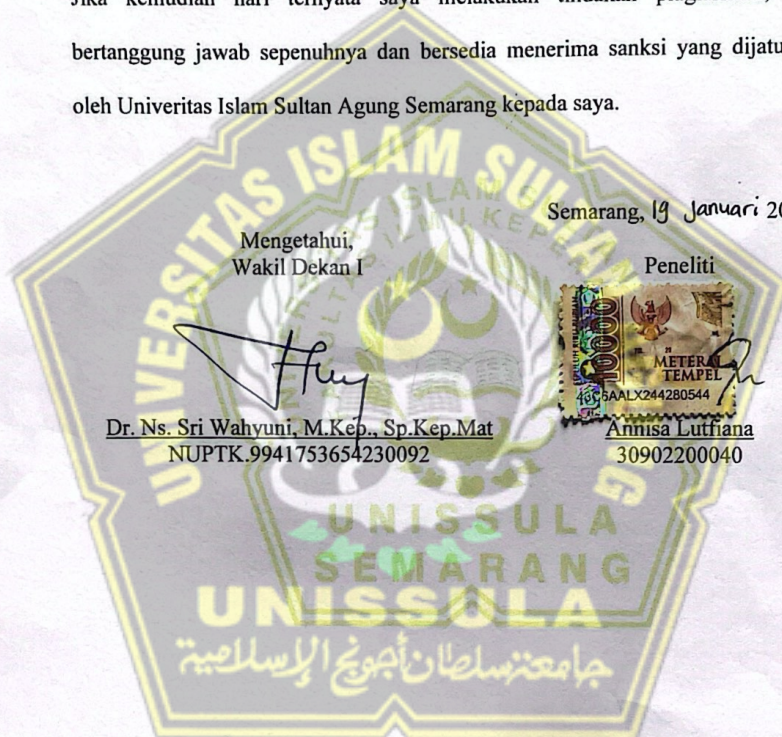 bertanggung jawab sepenuhnya dan bersedia menerima sanksi yang dijatu
oleh Univeritas Islam Sultan Agung Semarang kepada saya.
Semarang, 19 Januari 20
Mengetahui,
Wakil Dekan I
Peneliti
10000
METERAI
TEMPEL
AALX244280544
Dr. Ns. Sri Wahyuni, M.Kep., Sp.Kep.Mat
NUPTK.9941753654230092
Annisa Lutfiana
30902200040
UNIVERSITAS ISLAM SULTAN AGUNG
UNISSULA
SEMARANG
UNISSULA
جامعة سلطان أجونج الإسلامية